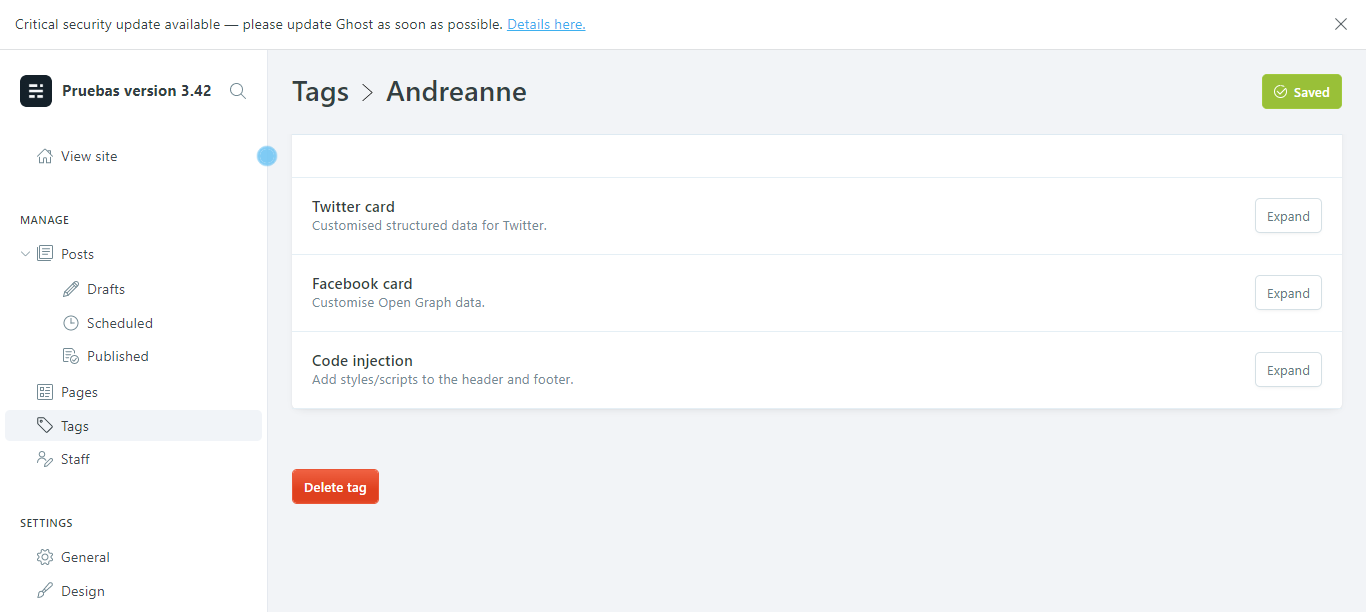 Critical security update available — please update Ghost as soon as possible. Details here.
Pruebas version 3.42
View site
MANAGE
Posts
Drafts
Scheduled
Published
Pages
Tags
Staff
SETTINGS
General
Design
Tags > Andreanne
Saved
Twitter card
Customised structured data for Twitter.
Expand
Facebook card
Customise Open Graph data.
Expand
Code injection
Add styles/scripts to the header and footer.
Expand
Delete tag